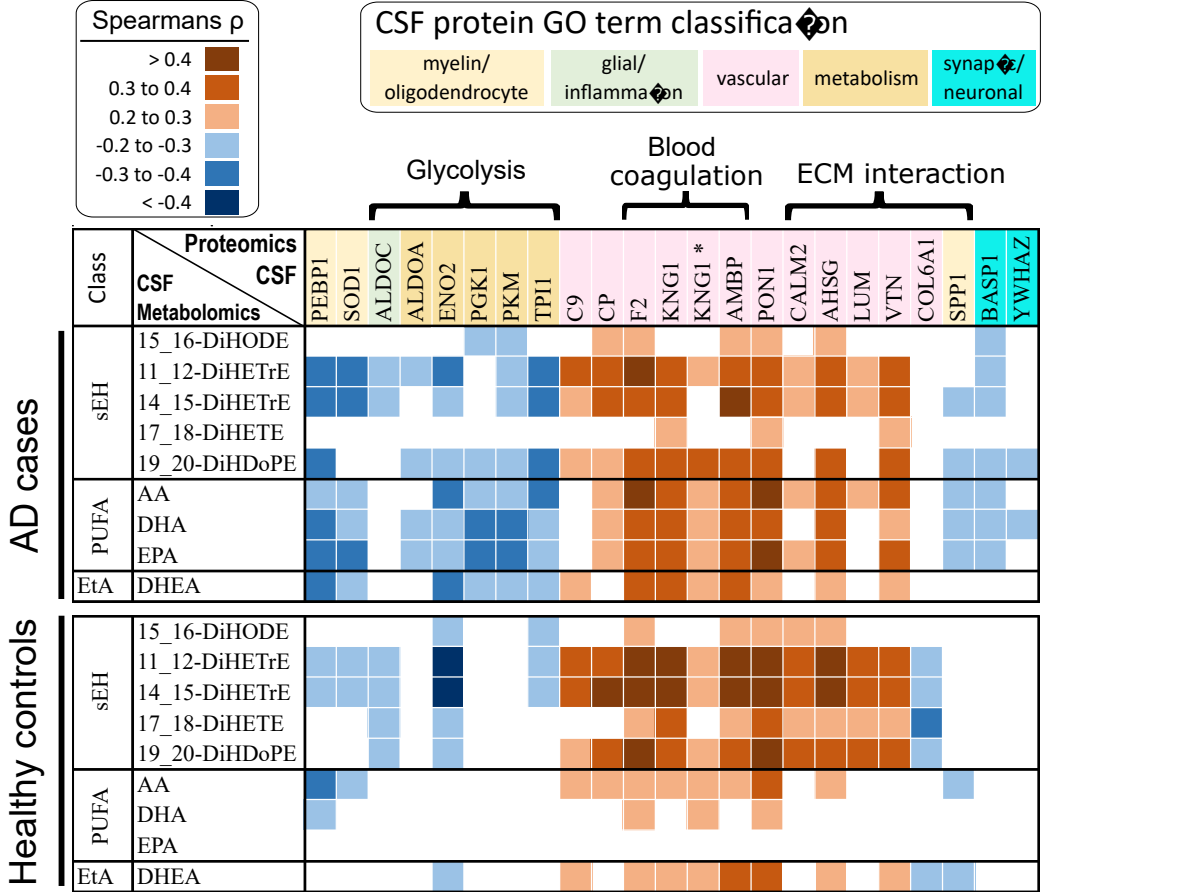 Spearmans ρ
> 0.4
0.3 to 0.4
0.2 to 0.3
-0.2 to -0.3
-0.3 to -0.4
< -0.4
CSF protein GO term classifica�on
myelin/
oligodendrocyte
glial/
inflamma�on
vascular
metabolism
synap�c/
neuronal
Glycolysis
Blood
coagulation
ECM interaction
Class
Proteomics
CSF
CSF
Metabolomics
PEBP1
SOD1
ALDOC
ALDOA
ENO2
PGK1
PKM
TPI1
C9
CP
F2
KNG1
KNG1 *
AMBP
PON1
CALM2
AHSG
LUM
VTN
COL6A1
SPP1
BASP1
YWHAZ
AD cases
sEH
15_16-DiHODE
11_12-DiHETrE
14_15-DiHETrE
17_18-DiHETE
19_20-DiHDoPE
PUFA
AA
DHA
EPA
EtA
DHEA
Healthy controls
sEH
15_16-DiHODE
11_12-DiHETrE
14_15-DiHETrE
17_18-DiHETE
19_20-DiHDoPE
PUFA
AA
DHA
EPA
EtA
DHEA